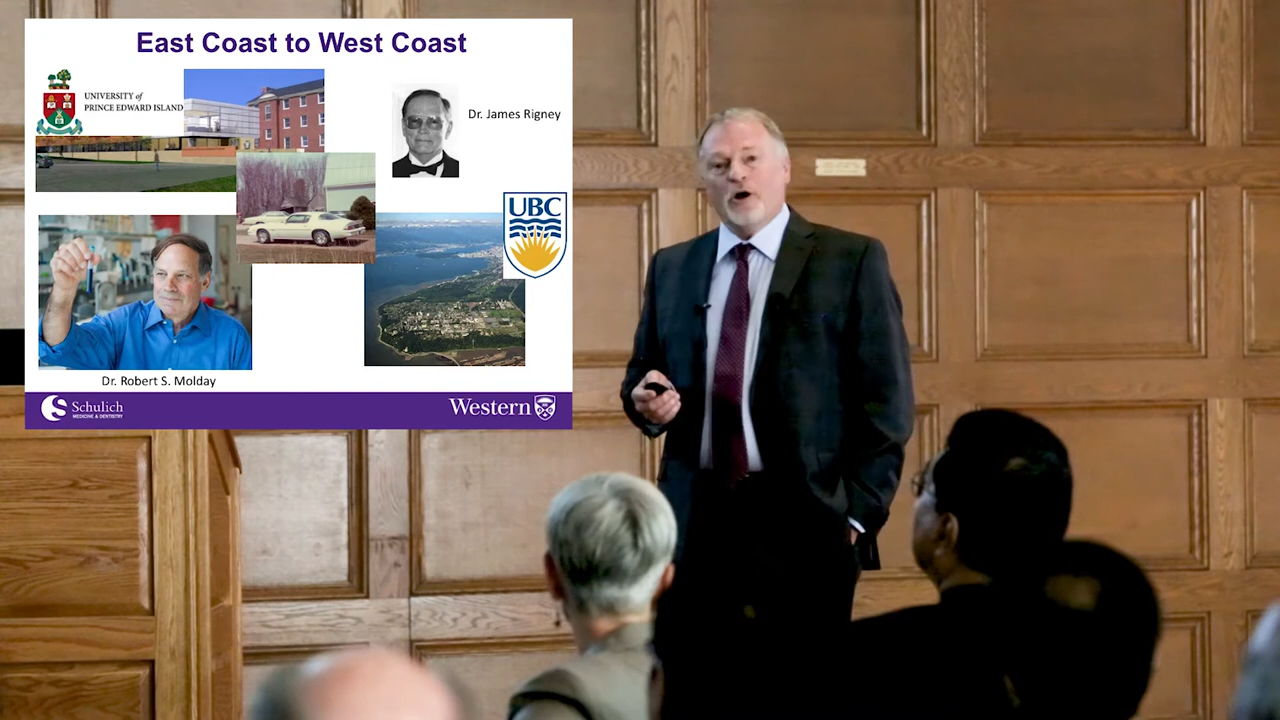 East Coast to West Coast
UNIVERSITY of
PRINCE EDWARD ISLAND
Dr. James Rigney
UBC
Dr. Robert S. Molday
Schulich
MEDICINE & DENTISTRY
Western